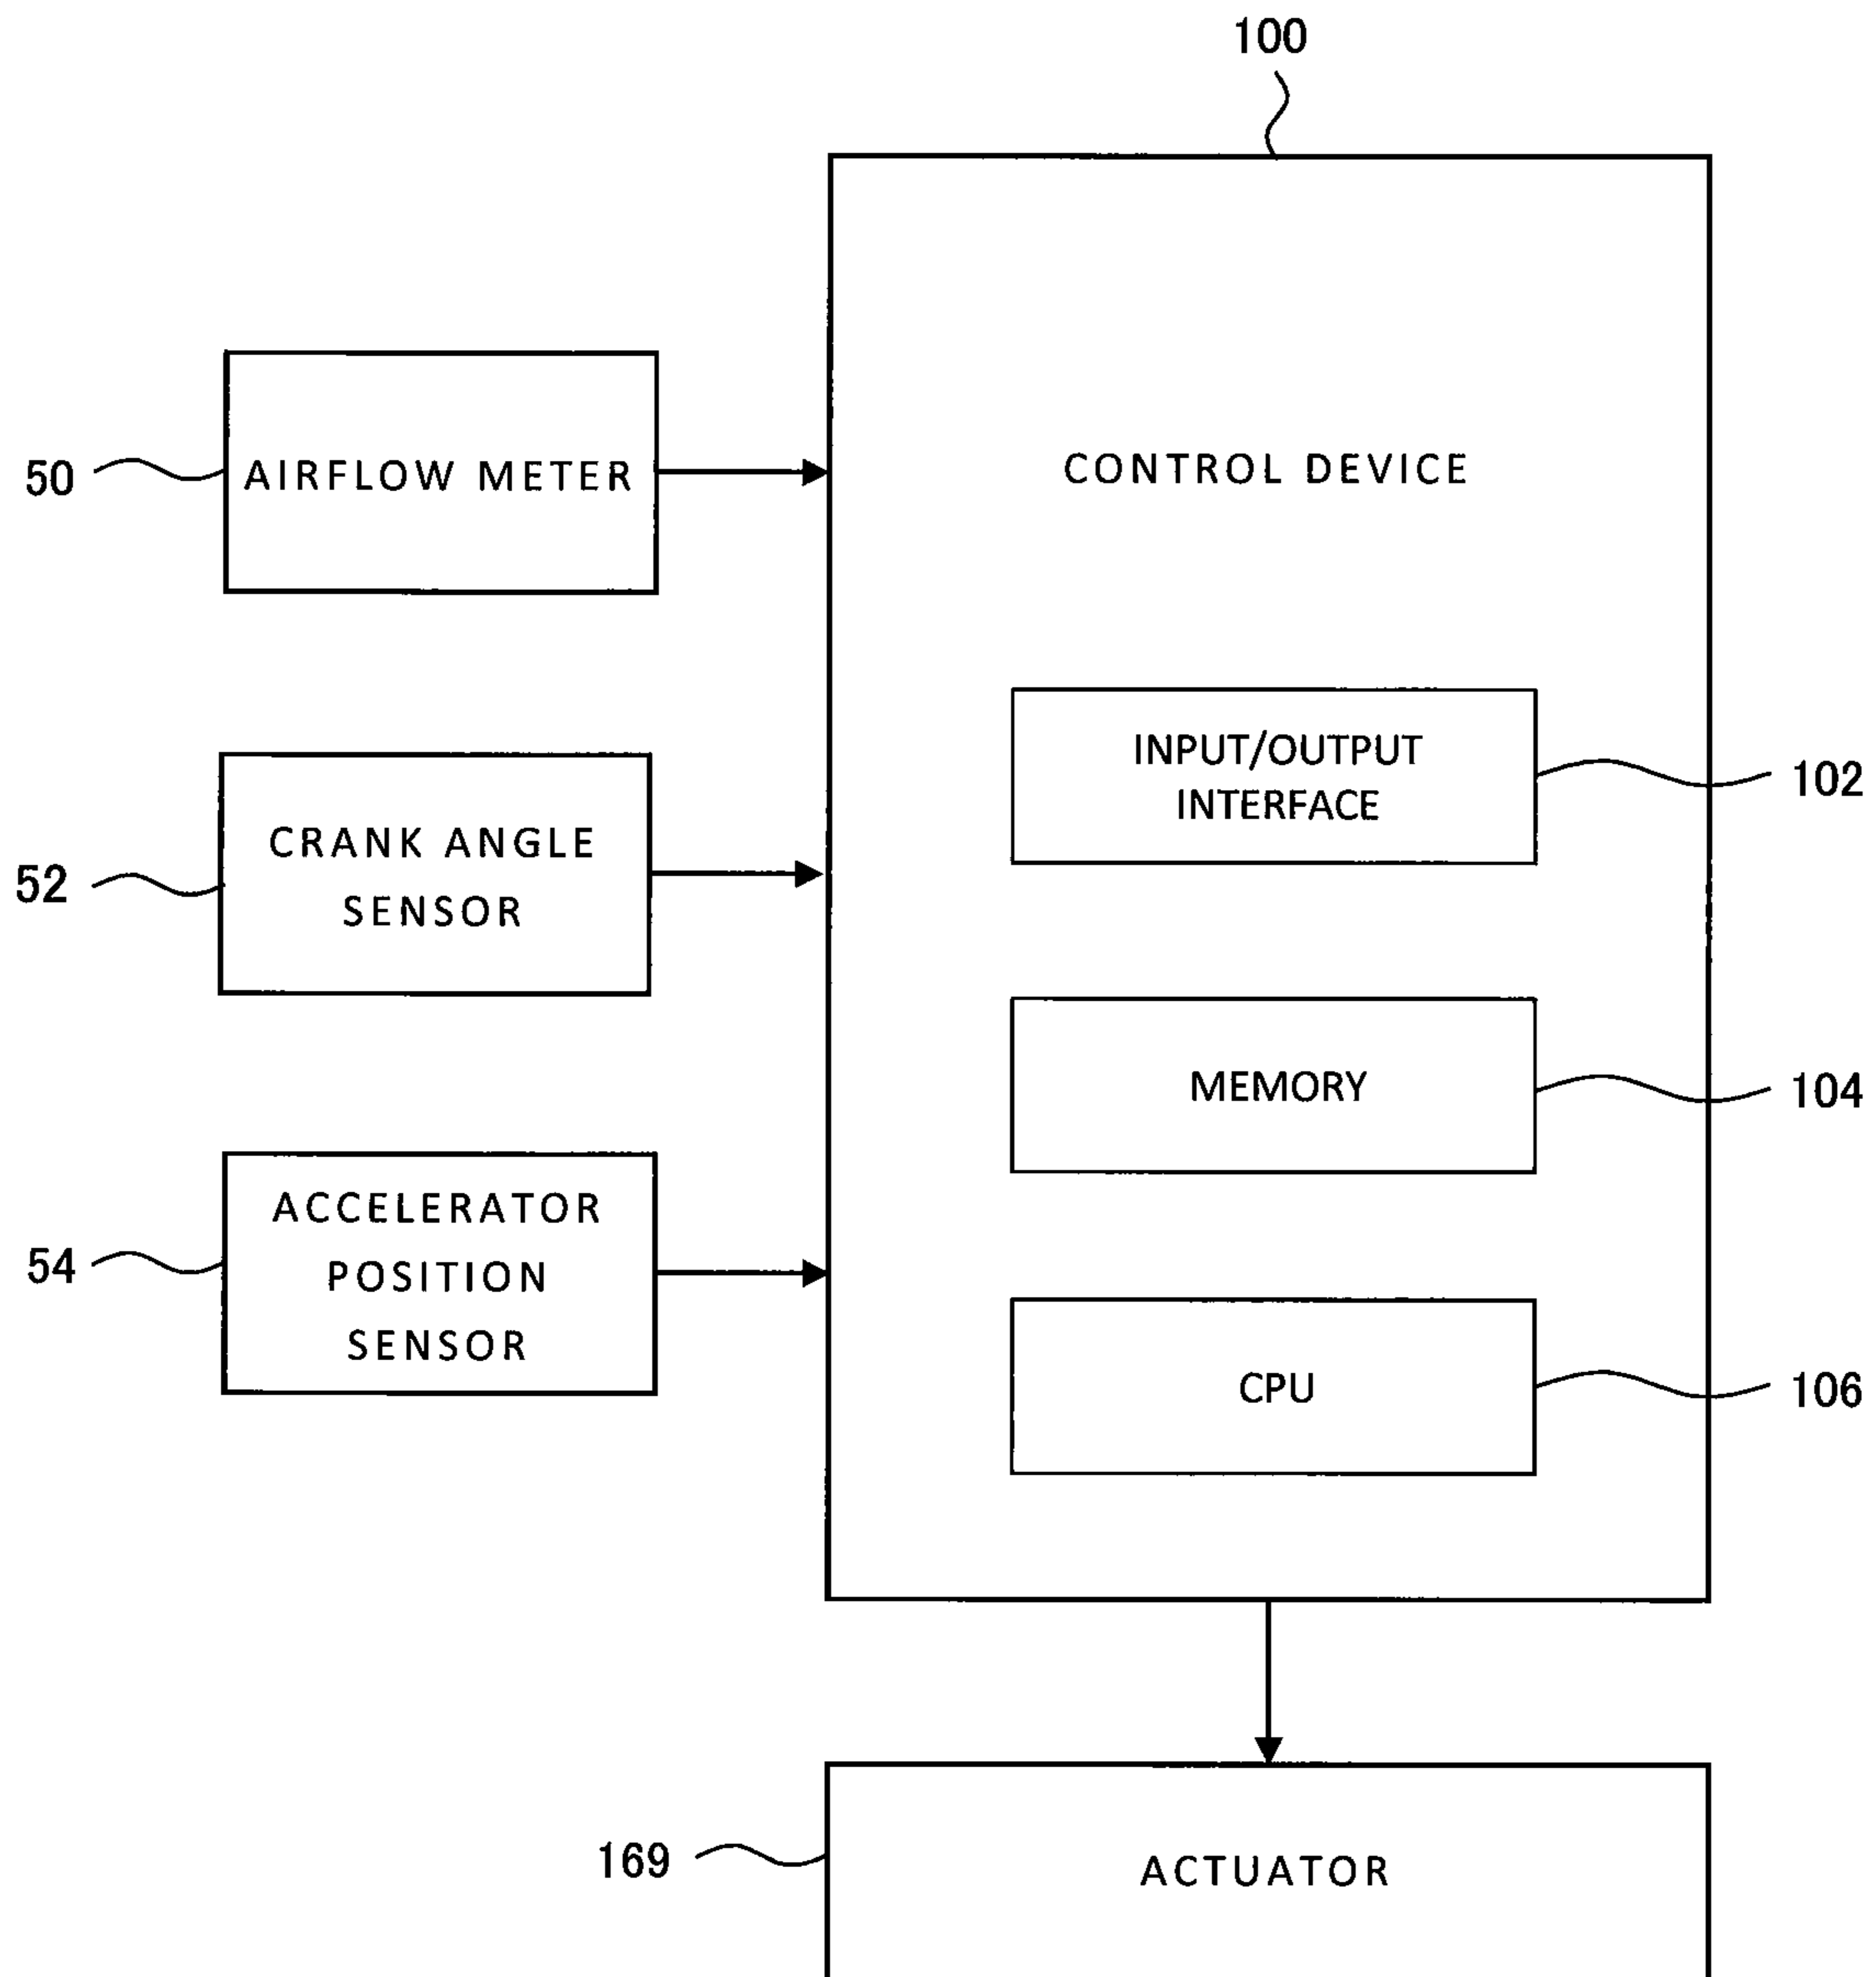 100
50
AIRFLOW METER
CONTROL DEVICE
INPUT/OUTPUT
INTERFACE
102
52
CRANK ANGLE
SENSOR
MEMORY
104
54
ACCELERATOR
POSITION
SENSOR
CPU
106
169
ACTUATOR